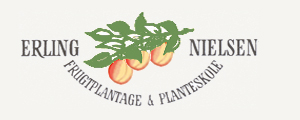 ERLING NIELSEN
FRUGTPLANTAGE & PLANTESKOLE